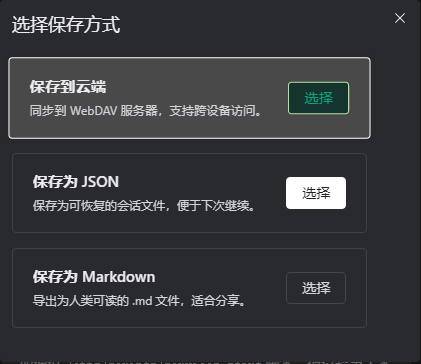 选择保存方式
保存到云端
同步到 WebDAV 服务器，支持跨设备访问。
选择
保存为 JSON
保存为可恢复的会话文件，便于下次继续。
选择
保存为 Markdown
导出为人类可读的 .md 文件，适合分享。
选择